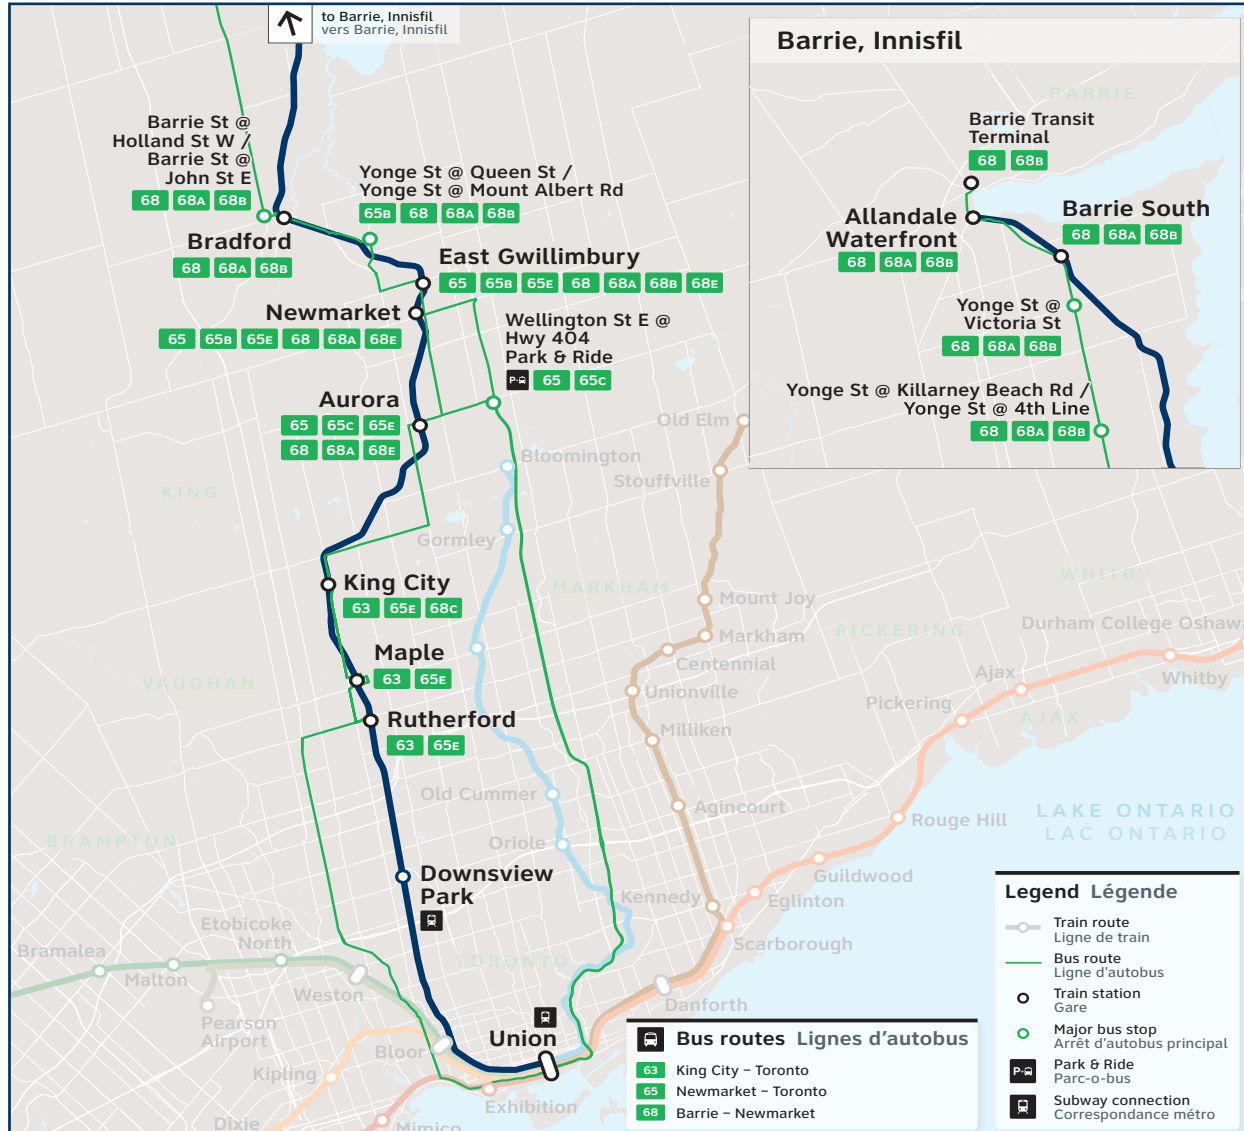 to Barrie, Innisfil
vers Barrie, Innisfil
Barrie, Innisfil
BARRIE
Barrie Transit
Terminal
68 68B
Allandale
Waterfront
68 68A 68B
Barrie South
68 68A 68B
Yonge St @
Victoria St
68 68A 68B
Yonge St @ Killarney Beach Rd /
Yonge St @ 4th Line
68 68A 68B
Barrie St @
Holland St W /
Barrie St @
John St E
68 68A 68B
Bradford
68 68A 68B
Yonge St @ Queen St /
Yonge St @ Mount Albert Rd
65B 68 68A 68B
East Gwillimbury
65 65B 65E 68 68A 68B 68E
Newmarket
65 65B 65E 68 68A 68E
Wellington St E @
Hwy 404
Park & Ride
P 65 65C
Aurora
65 65C 65E
68 68A 68E
Old Elm
Bloomington
Stouffville
KING
Gormley
King City
63 65E 68C
MARKHAM
WHITBY
Mount Joy
PICKERING
Markham
Durham College Oshawa
Centennial
Maple
63 65E
VAUGHAN
Unionville
Ajax
Whitby
Pickering
AJAX
Rutherford
63 65E
Milliken
Old Cummer
Agincourt
LAKE ONTARIO
LAC ONTARIO
Rouge Hill
BRAMPTON
Oriole
Guildwood
Downsview
Park
Kennedy
Eglinton
Etobicoke
North
Scarborough
Bramalea
Malton
TORONTO
Weston
Danforth
Pearson
Airport
Union
Bloor
Kipling
Exhibition
Dixie
Mimico
Bus routes Lignes d'autobus
63 King City – Toronto
65 Newmarket – Toronto
68 Barrie – Newmarket
Legend Légende
Train route
Ligne de train
Bus route
Ligne d'autobus
Train station
Gare
Major bus stop
Arrêt d'autobus principal
P Park & Ride
Parc-o-bus
Subway connection
Correspondance métro